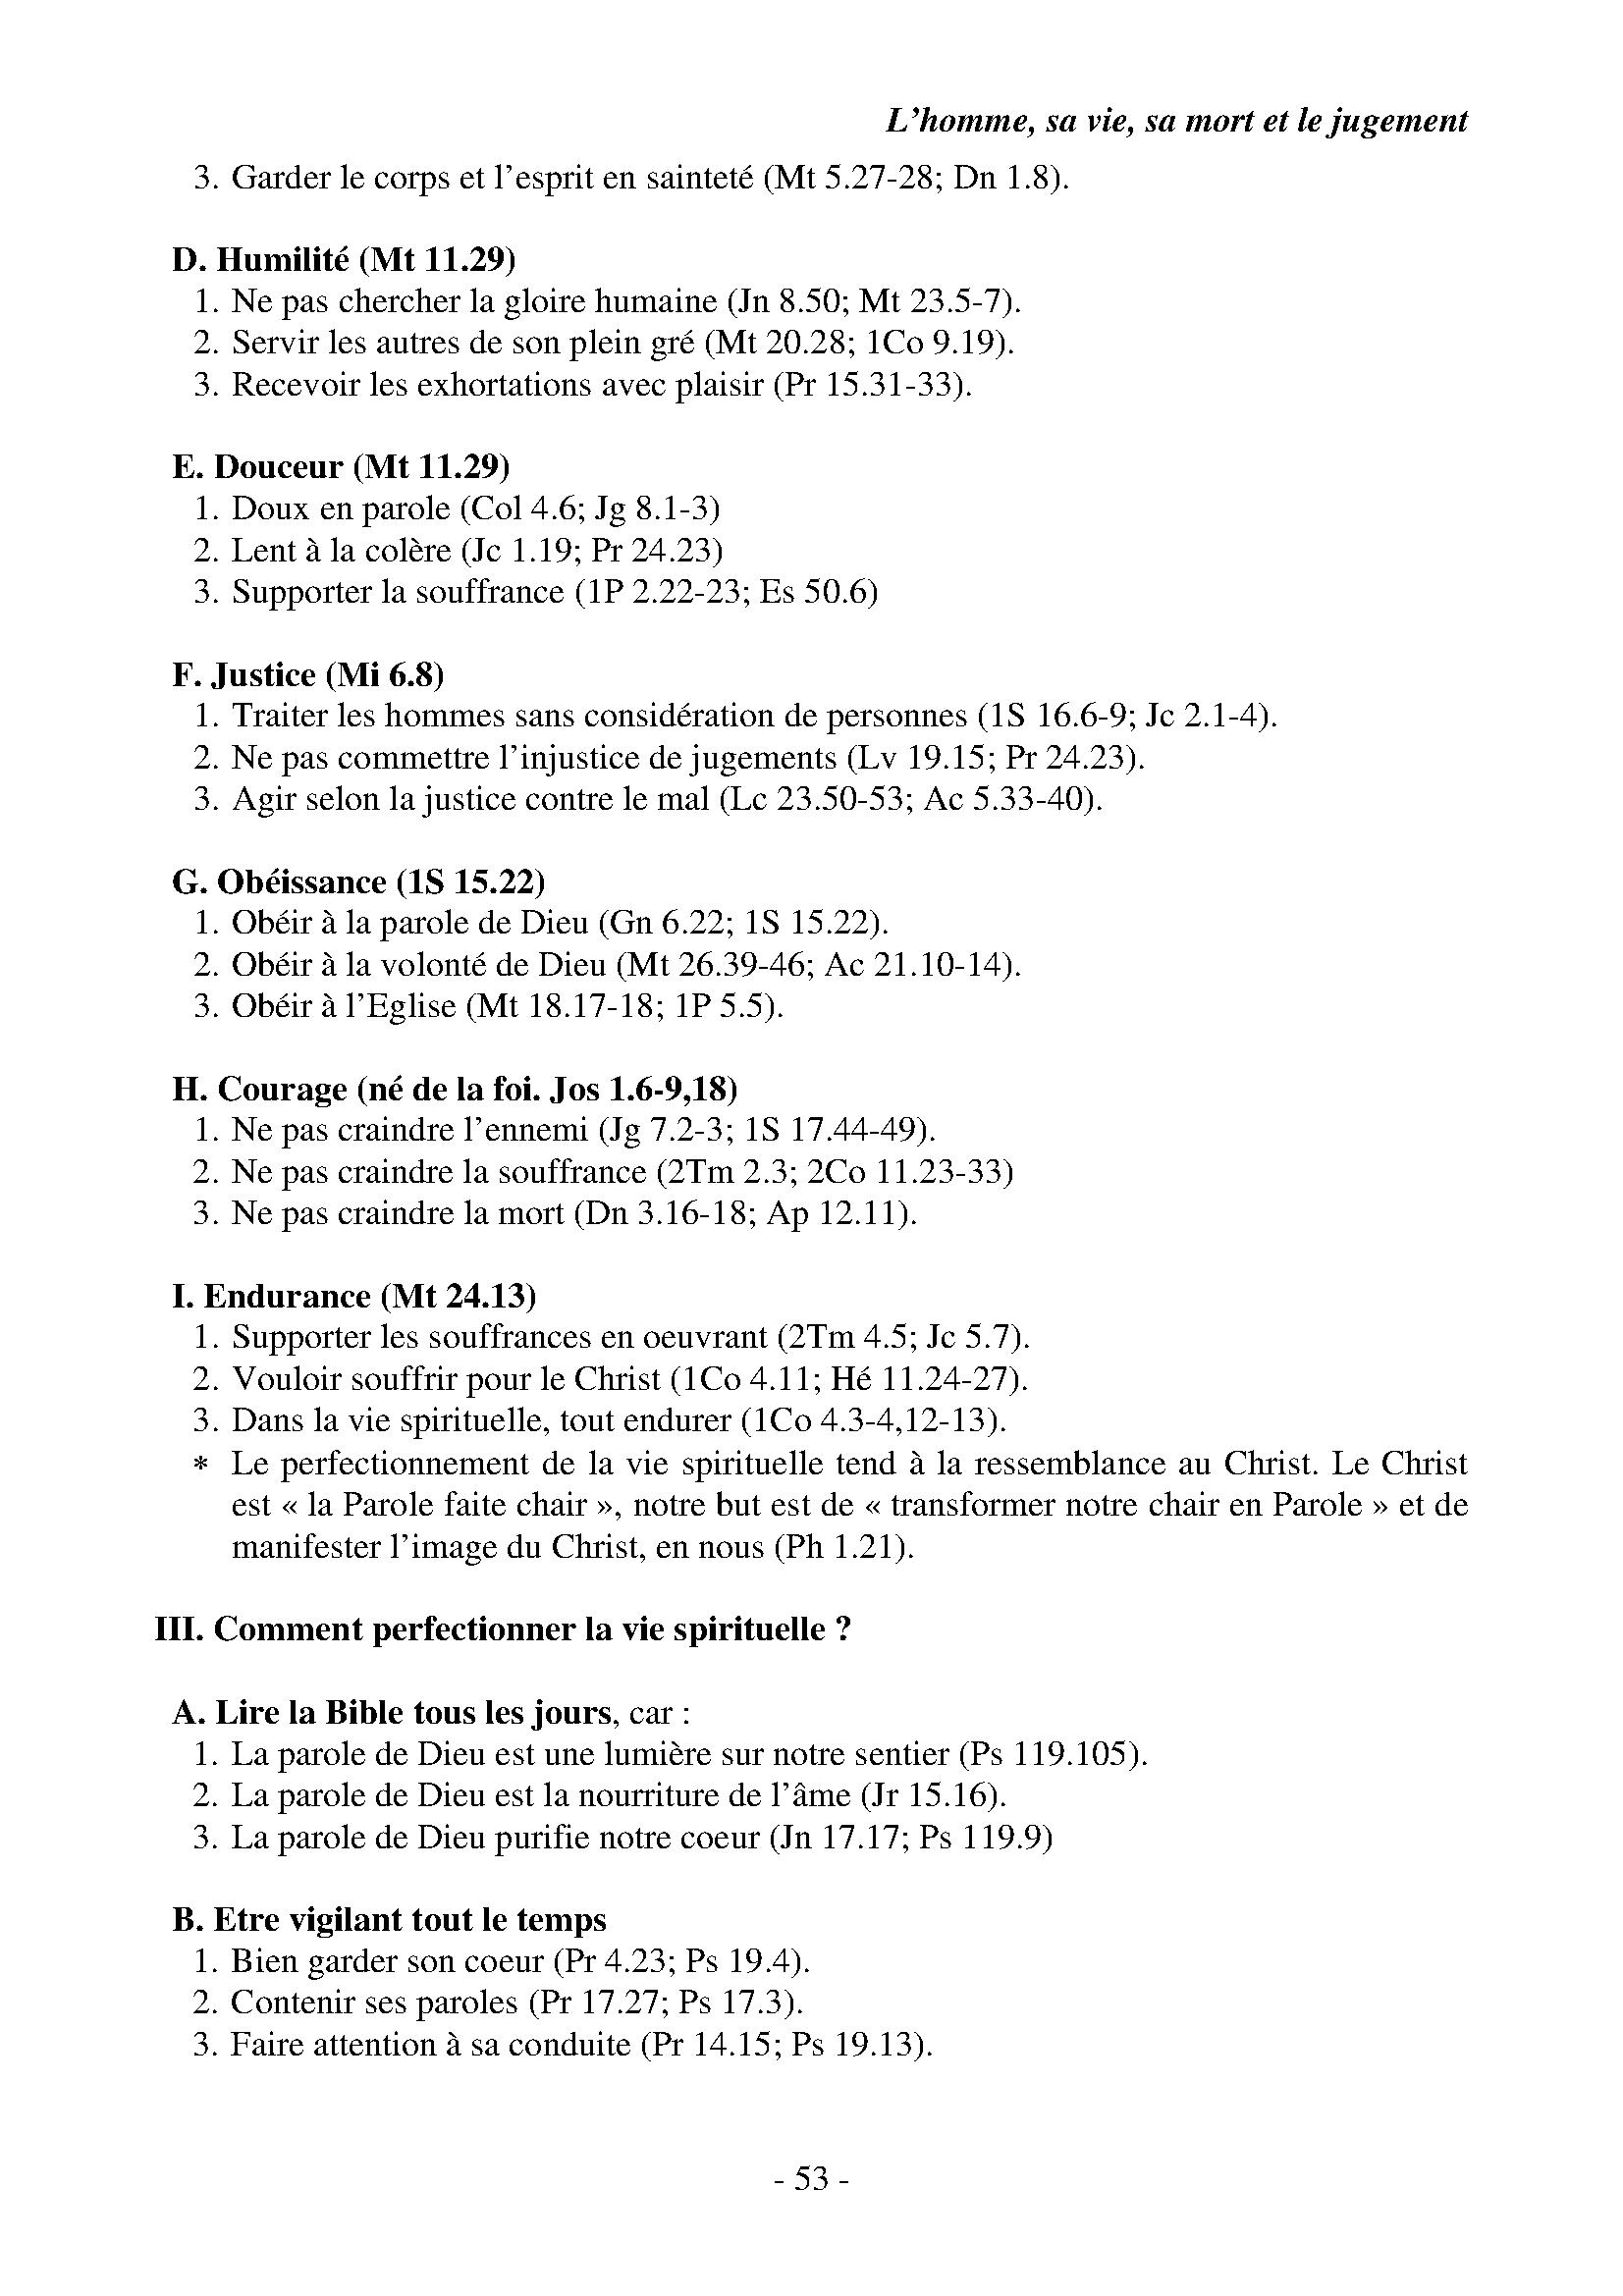 L’homme, sa vie, sa mort et le jugement
3. Garder le corps et l’esprit en sainteté (Mt 5.27-28; Dn 1.8).
D. Humilité (Mt 11.29)
1. Ne pas chercher la gloire humaine (Jn 8.50; Mt 23.5-7).
2. Servir les autres de son plein gré (Mt 20.28; 1Co 9.19).
3. Recevoir les exhortations avec plaisir (Pr 15.31-33).
E. Douceur (Mt 11.29)
1. Doux en parole (Col 4.6; Jg 8.1-3)
2. Lent à la colère (Jc 1.19; Pr 24.23)
3. Supporter la souffrance (1P 2.22-23; Es 50.6)
F. Justice (Mi 6.8)
1. Traiter les hommes sans considération de personnes (1S 16.6-9; Jc 2.1-4).
2. Ne pas commettre l’injustice de jugements (Lv 19.15; Pr 24.23).
3. Agir selon la justice contre le mal (Lc 23.50-53; Ac 5.33-40).
G. Obéissance (1S 15.22)
1. Obéir à la parole de Dieu (Gn 6.22; 1S 15.22).
2. Obéir à la volonté de Dieu (Mt 26.39-46; Ac 21.10-14).
3. Obéir à l’Eglise (Mt 18.17-18; 1P 5.5).
H. Courage (né de la foi. Jos 1.6-9,18)
1. Ne pas craindre l’ennemi (Jg 7.2-3; 1S 17.44-49).
2. Ne pas craindre la souffrance (2Tm 2.3; 2Co 11.23-33)
3. Ne pas craindre la mort (Dn 3.16-18; Ap 12.11).
I. Endurance (Mt 24.13)
1. Supporter les souffrances en oeuvrant (2Tm 4.5; Jc 5.7).
2. Vouloir souffrir pour le Christ (1Co 4.11; Hé 11.24-27).
3. Dans la vie spirituelle, tout endurer (1Co 4.3-4,12-13).
* Le perfectionnement de la vie spirituelle tend à la ressemblance au Christ. Le Christ
est « la Parole faite chair », notre but est de « transformer notre chair en Parole » et de
manifester l’image du Christ, en nous (Ph 1.21).
III. Comment perfectionner la vie spirituelle ?
A. Lire la Bible tous les jours, car :
1. La parole de Dieu est une lumière sur notre sentier (Ps 119.105).
2. La parole de Dieu est la nourriture de l’âme (Jr 15.16).
3. La parole de Dieu purifie notre coeur (Jn 17.17; Ps 119.9)
B. Etre vigilant tout le temps
1. Bien garder son coeur (Pr 4.23; Ps 19.4).
2. Contenir ses paroles (Pr 17.27; Ps 17.3).
3. Faire attention à sa conduite (Pr 14.15; Ps 19.13).
- 53 -